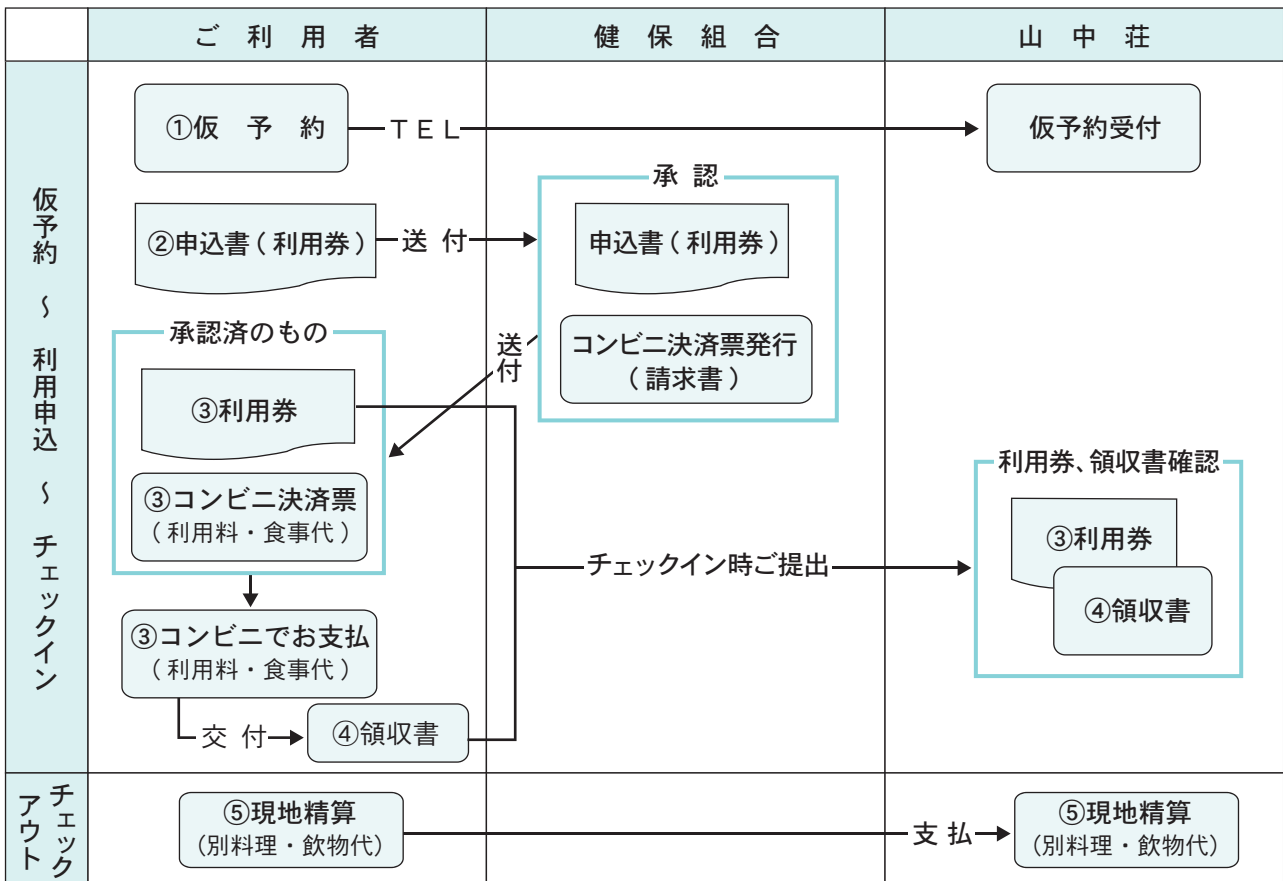 ご利用者
健保組合
山中荘
仮予約 〜 利用申込 〜 チェックイン
①仮予約
TEL
仮予約受付
承認
②申込書(利用券)
送付
申込書(利用券)
コンビニ決済票発行
(請求書)
送付
承認済のもの
③利用券
③コンビニ決済票
(利用料・食事代)
チェックイン時ご提出
利用券、領収書確認
③利用券
④領収書
③コンビニでお支払
(利用料・食事代)
交付
④領収書
チェックアウト
⑤現地精算
(別料理・飲物代)
支払
⑤現地精算
(別料理・飲物代)